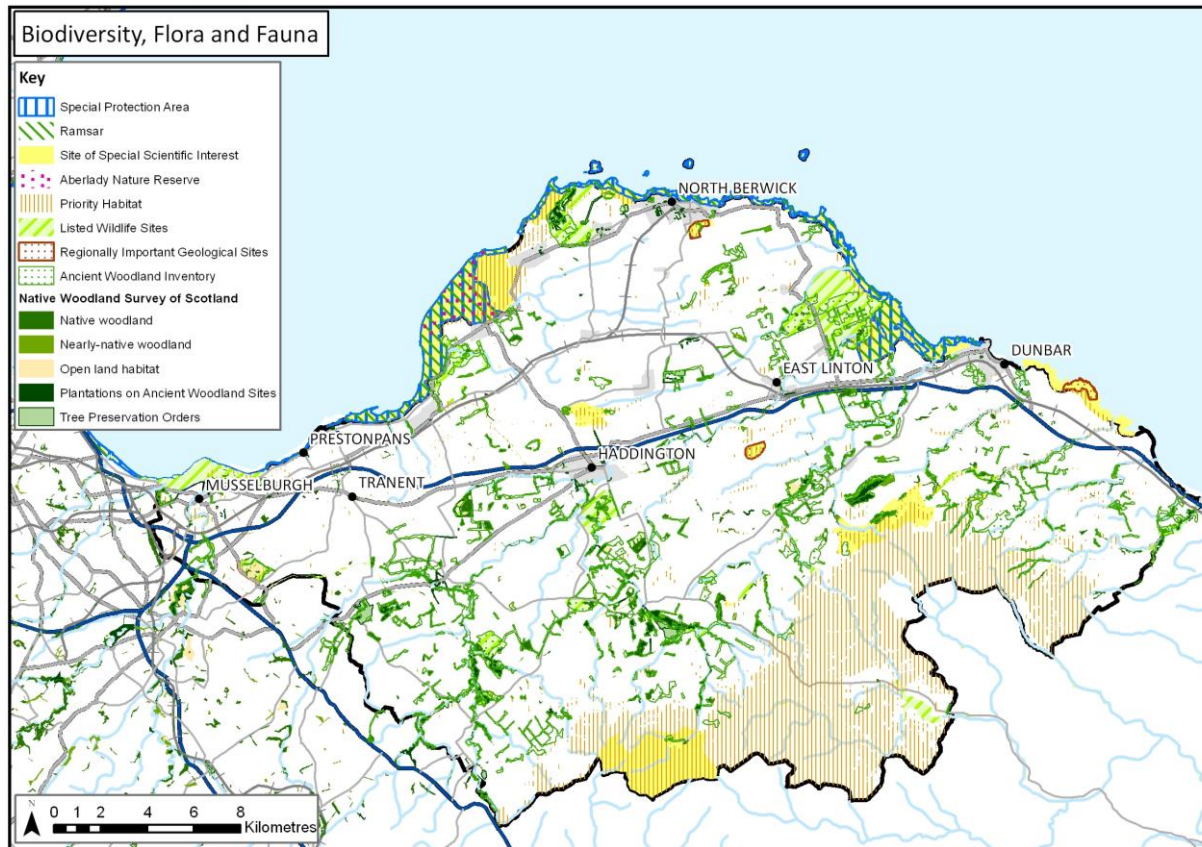 Biodiversity, Flora and Fauna
Key
Special Protection Area
Ramsar
Site of Special Scientific Interest
Aberlady Nature Reserve
Priority Habitat
Listed Wildlife Sites
Regionally Important Geological Sites
Ancient Woodland Inventory
Native Woodland Survey of Scotland
Native woodland
Nearly-native woodland
Open land habitat
Plantations on Ancient Woodland Sites
Tree Preservation Orders
NORTH BERWICK
DUNBAR
EAST LINTON
PRESTONPANS
HADDINGTON
MUSSELBURGH
TRANENT
N
0 1 2 4 6 8
Kilometres